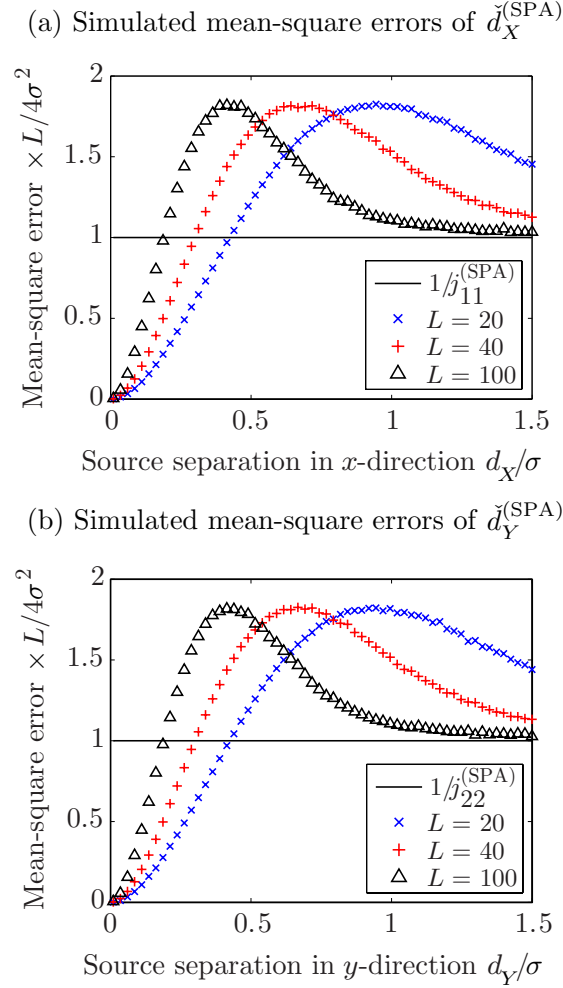 (a) Simulated mean-square errors of ď_X^(SPA)
2
1.5
1
0.5
0
Mean-square error × L/4σ²
1/j_11^(SPA)
L = 20
L = 40
L = 100
0 0.5 1 1.5
Source separation in x-direction d_X/σ
(b) Simulated mean-square errors of ď_Y^(SPA)
2
1.5
1
0.5
0
Mean-square error × L/4σ²
1/j_22^(SPA)
L = 20
L = 40
L = 100
0 0.5 1 1.5
Source separation in y-direction d_Y/σ